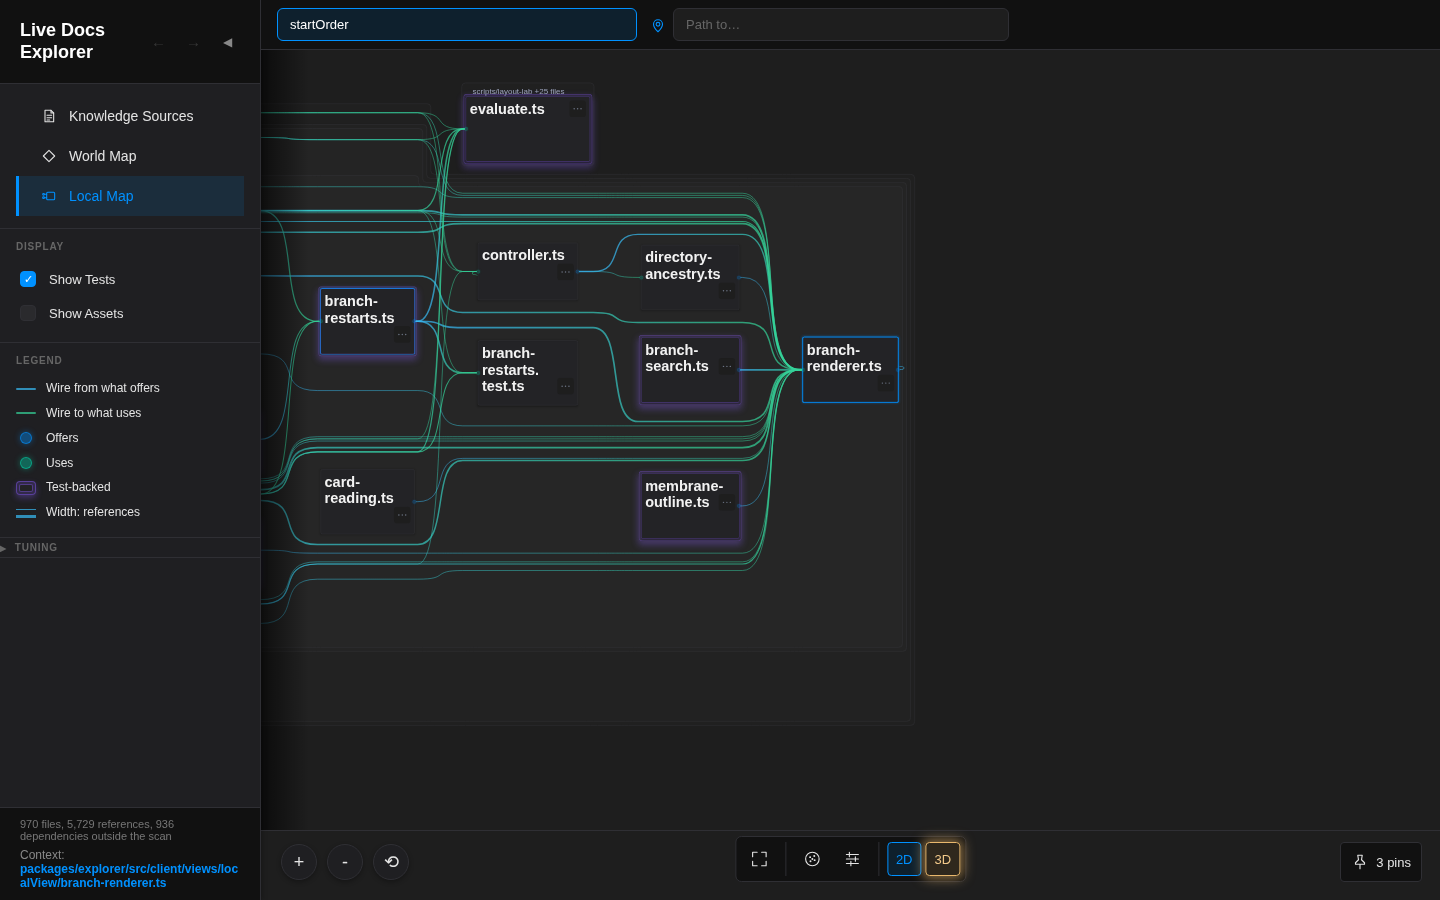 Live Docs
Explorer
startOrder
Path to…
Knowledge Sources
World Map
Local Map
DISPLAY
Show Tests
Show Assets
LEGEND
Wire from what offers
Wire to what uses
Offers
Uses
Test-backed
Width: references
TUNING
970 files, 5,729 references, 936
dependencies outside the scan
Context:
packages/explorer/src/client/views/loc
alView/branch-renderer.ts
scripts/layout-lab +25 files
evaluate.ts
controller.ts
directory-
ancestry.ts
branch-
restarts.ts
branch-
restarts.
test.ts
branch-
search.ts
branch-
renderer.ts
card-
reading.ts
membrane-
outline.ts
+
-
2D
3D
3 pins